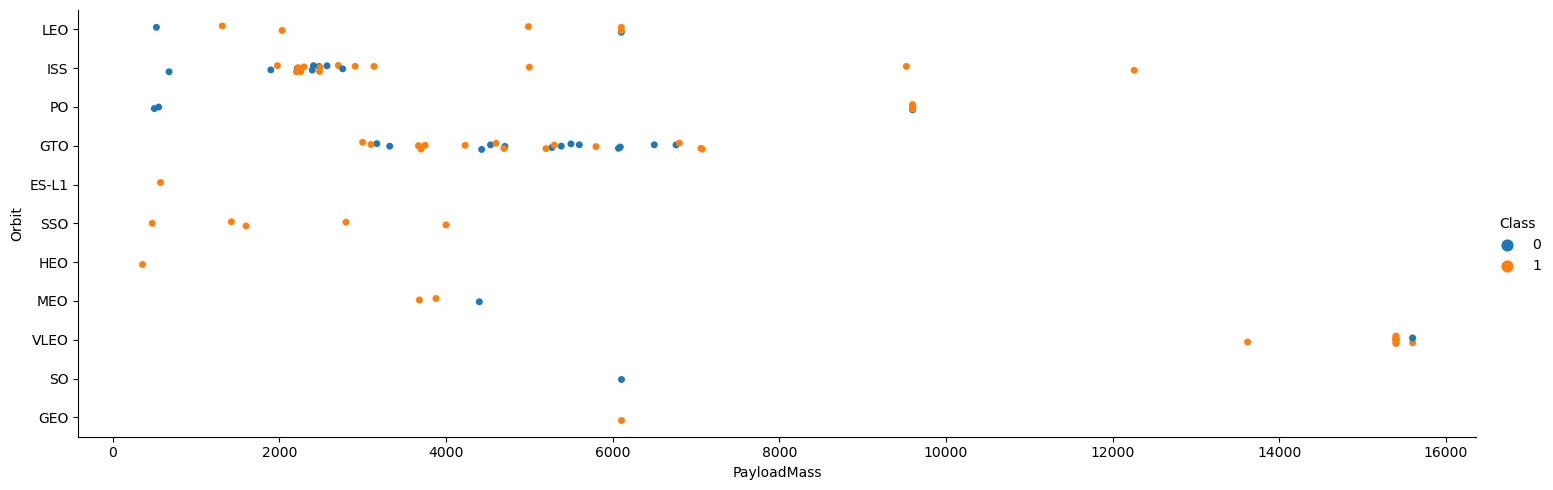 LEO
ISS
PO
GTO
ES-L1
SSO
HEO
MEO
VLEO
SO
GEO
Orbit
0 2000 4000 6000 8000 10000 12000 14000 16000
PayloadMass
Class
0
1